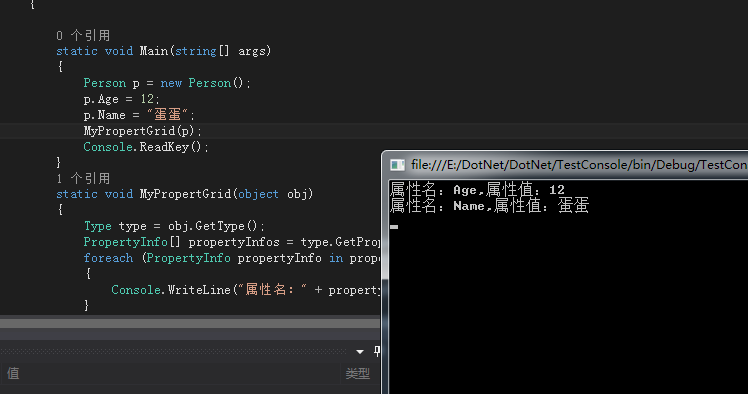 {
0 个引用
static void Main(string[] args)
{
Person p = new Person();
p.Age = 12;
p.Name = "蛋蛋";
MyPropertGrid(p);
Console.ReadKey();
}
1 个引用
static void MyPropertGrid(object obj)
{
Type type = obj.GetType();
PropertyInfo[] propertyInfos = type.GetProp
foreach (PropertyInfo propertyInfo in prope
{
Console.WriteLine("属性名: " + property
}
值
类型
file:///E:/DotNet/DotNet/TestConsole/bin/Debug/TestCon
属性名: Age,属性值: 12
属性名: Name,属性值: 蛋蛋